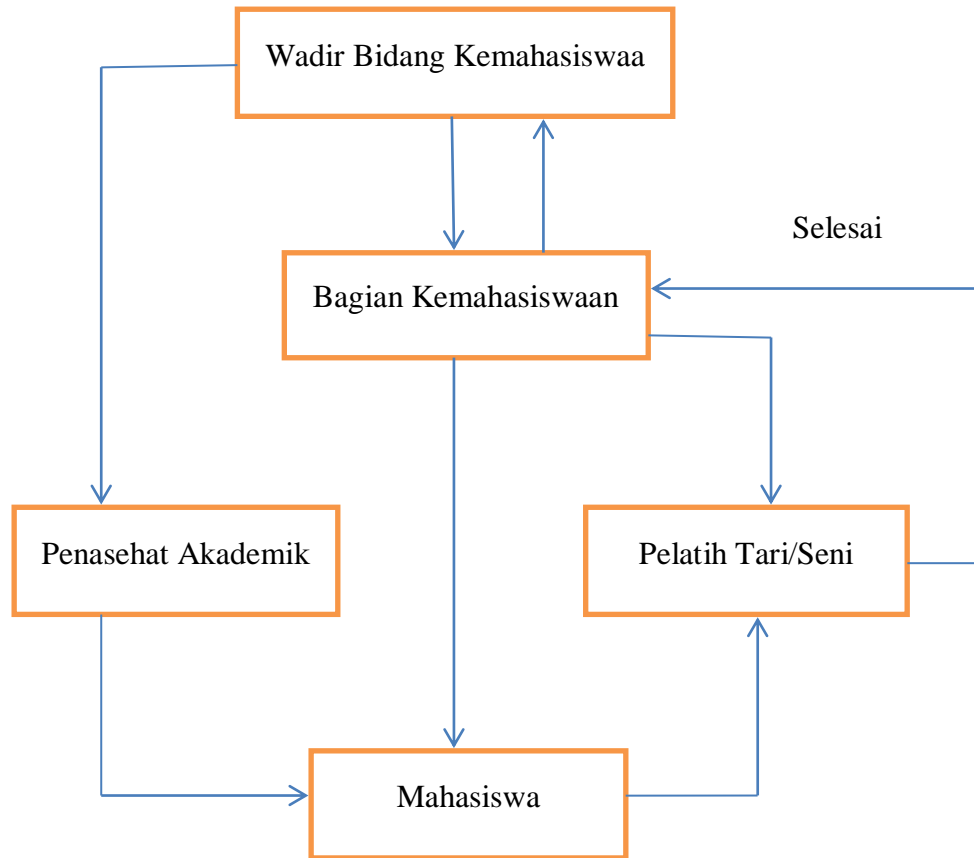 Wadir Bidang Kemahasiswaa
Selesai
Bagian Kemahasiswaan
Penasehat Akademik
Pelatih Tari/Seni
Mahasiswa